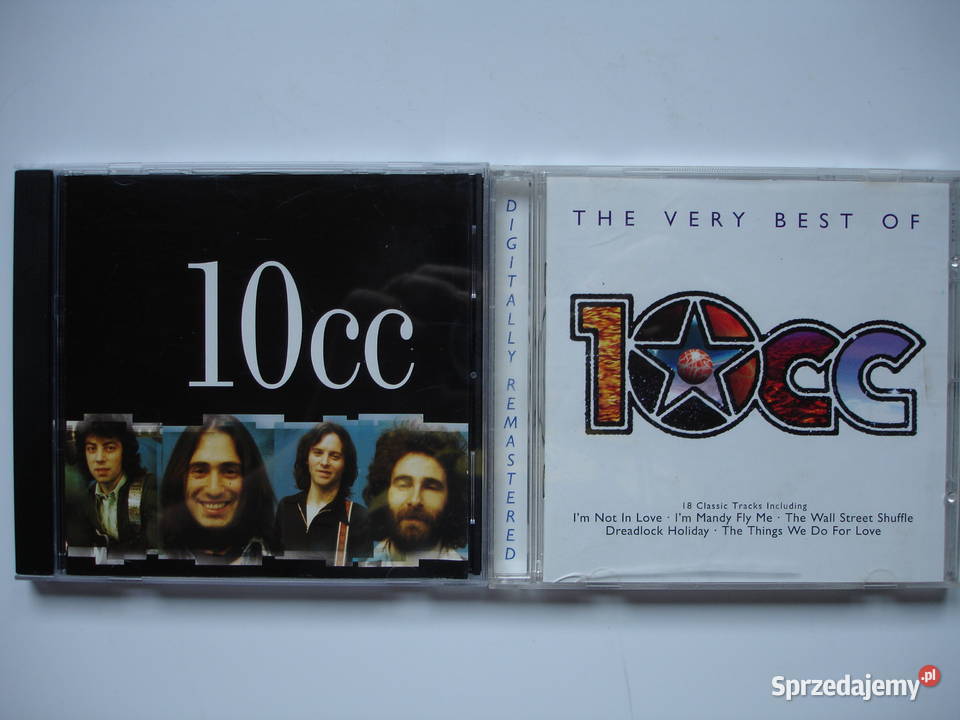 10cc
DIGITALLY REMASTERED
THE VERY BEST OF
10cc
18 Classic Tracks Including
I'm Not In Love · I'm Mandy Fly Me · The Wall Street Shuffle
Dreadlock Holiday · The Things We Do For Love
Sprzedajemy.pl